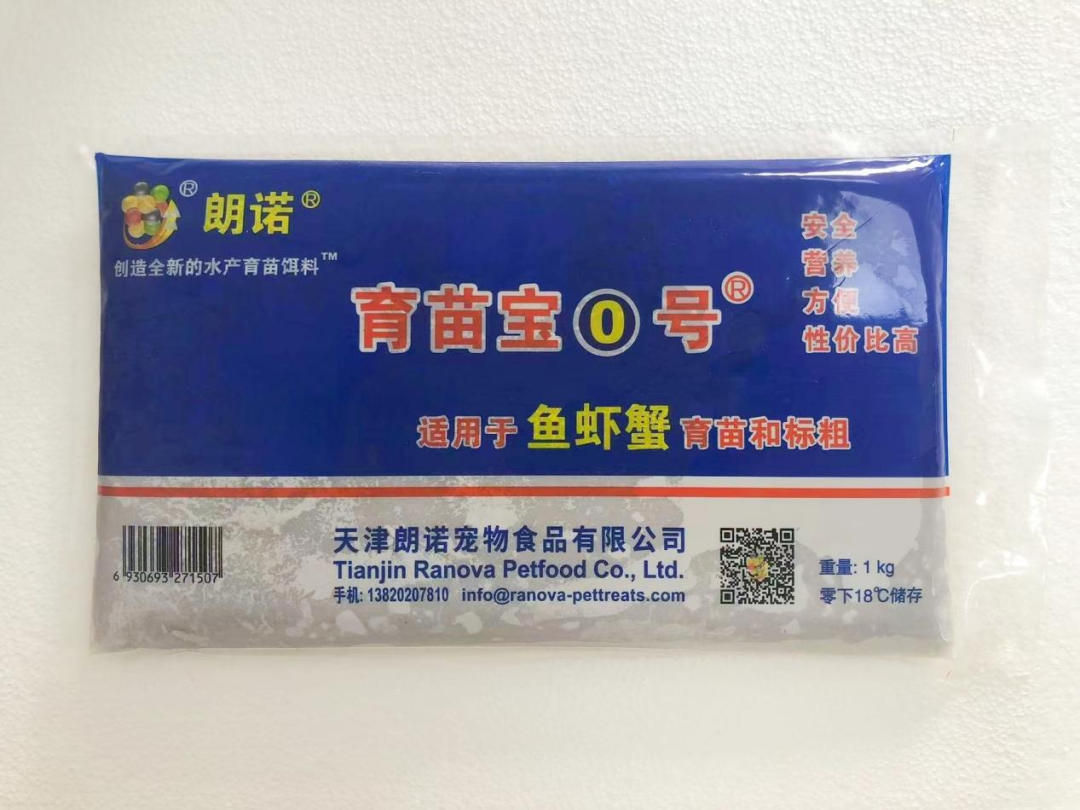 ® 朗诺®
创造全新的水产育苗饵料™
安全
营养
方便
性价比高
育苗宝0号®
适用于 鱼虾蟹 育苗和标粗
6 930693 271507
天津朗诺宠物食品有限公司
Tianjin Ranova Petfood Co., Ltd.
手机: 13820207810 info@ranova-pettreats.com
重量: 1 kg
零下18℃储存